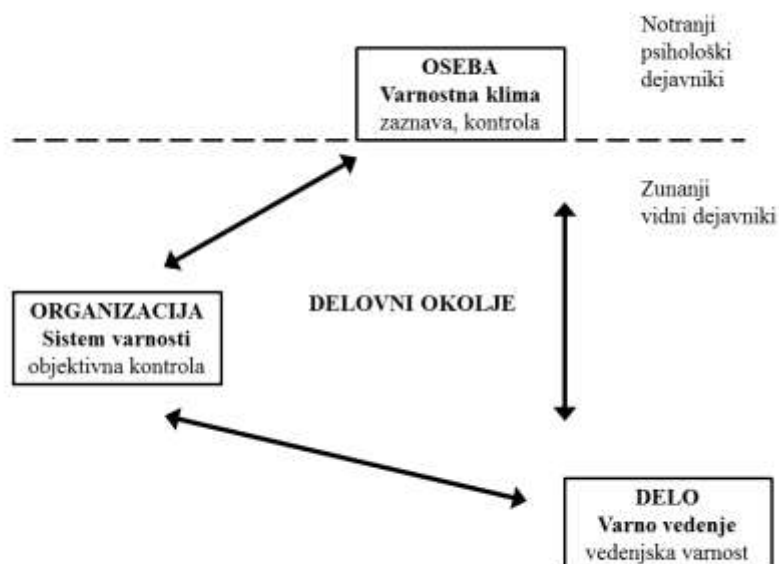 Notranji
psihološki
dejavniki
OSEBA
Varnostna klima
zaznava, kontrola
Zunanji
vidni dejavniki
ORGANIZACIJA
Sistem varnosti
objektivna kontrola
DELOVNI OKOLJE
DELO
Varno vedenje
vedenjska varnost